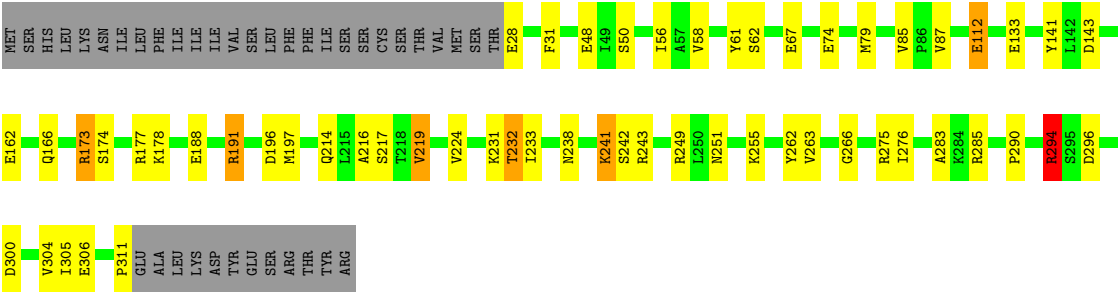 MET SER HIS LEU LYS ASN ILE LEU PHE ILE ILE ILE VAL SER LEU PHE PHE ILE SER SER CYS SER THR VAL MET SER THR E28 F31 E48 I49 S50 I56 A57 V58 Y61 S62 E67 E74 M79 V85 P86 V87 E112 E133 Y141 L142 D143
E162 Q166 R173 S174 R177 K178 E188 R191 D196 M197 Q214 L215 A216 S217 T218 V219 V224 K231 T232 I233 N238 K241 S242 R243 R249 L250 N251 K255 Y262 V263 G266 R275 I276 A283 K284 R285 P290 R294 S295 D296
D300 V304 I305 E306 P311 GLU ALA LEU LYS ASP TYR GLU SER ARG THR TYR ARG